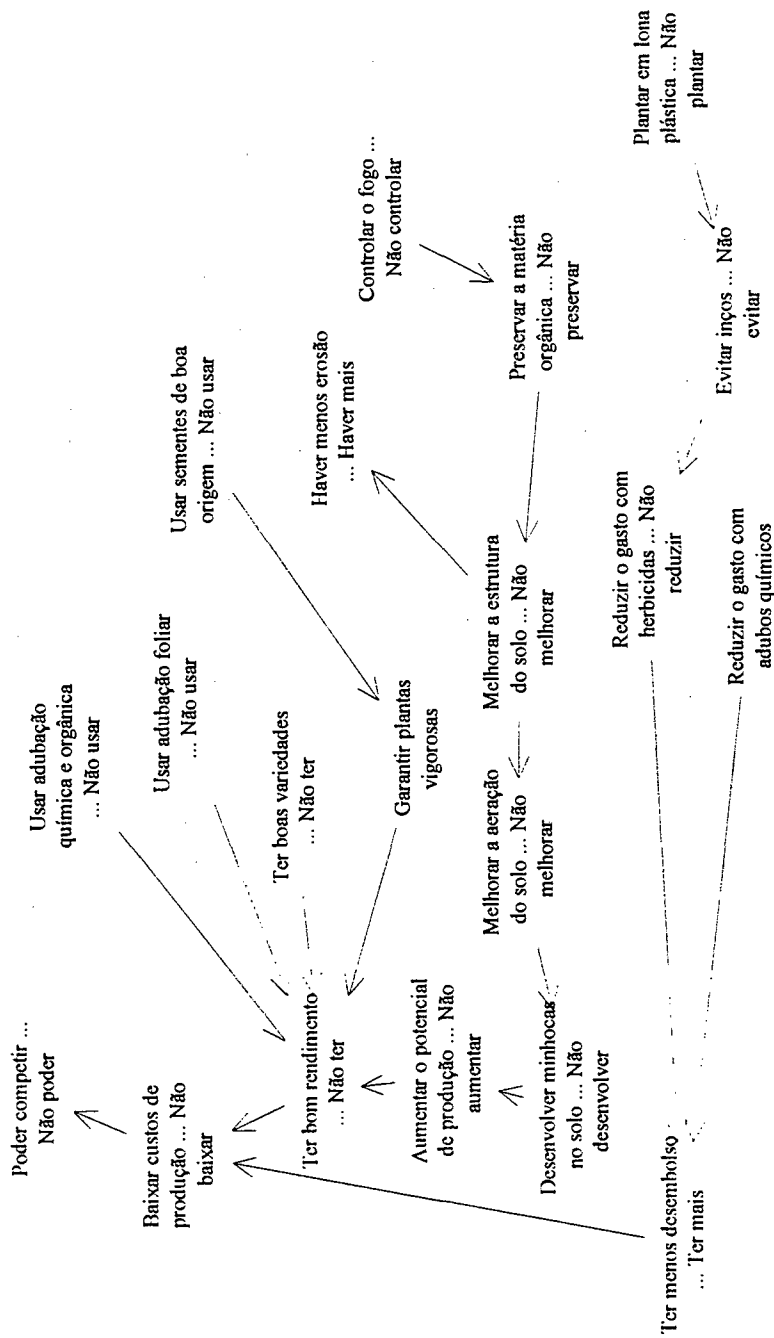 Poder competir ...
Não poder
Baixar custos de
produção ... Não
baixar
Usar adubação
química e orgânica
... Não usar
Usar adubação foliar
... Não usar
Usar sementes de boa
origem ... Não usar
Ter boas variedades
... Não ter
Ter bom rendimento
... Não ter
Garantir plantas
vigorosas
Haver menos erosão
... Haver mais
Controlar o fogo ...
Não controlar
Aumentar o potencial
de produção ... Não
aumentar
Melhorar a aeração
do solo ... Não
melhorar
Melhorar a estrutura
do solo ... Não
melhorar
Preservar a matéria
orgânica ... Não
preservar
Desenvolver minhocas
no solo ... Não
desenvolver
Ter menos desembolso
... Ter mais
Reduzir o gasto com
herbicidas ... Não
reduzir
Evitar inços ... Não
evitar
Plantar em lona
plástica ... Não
plantar
Reduzir o gasto com
adubos químicos